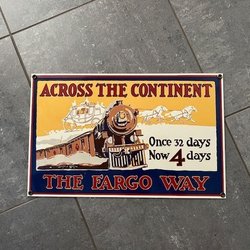 ACROSS THE CONTINENT
Once 32 days
Now 4 days
THE FARGO WAY